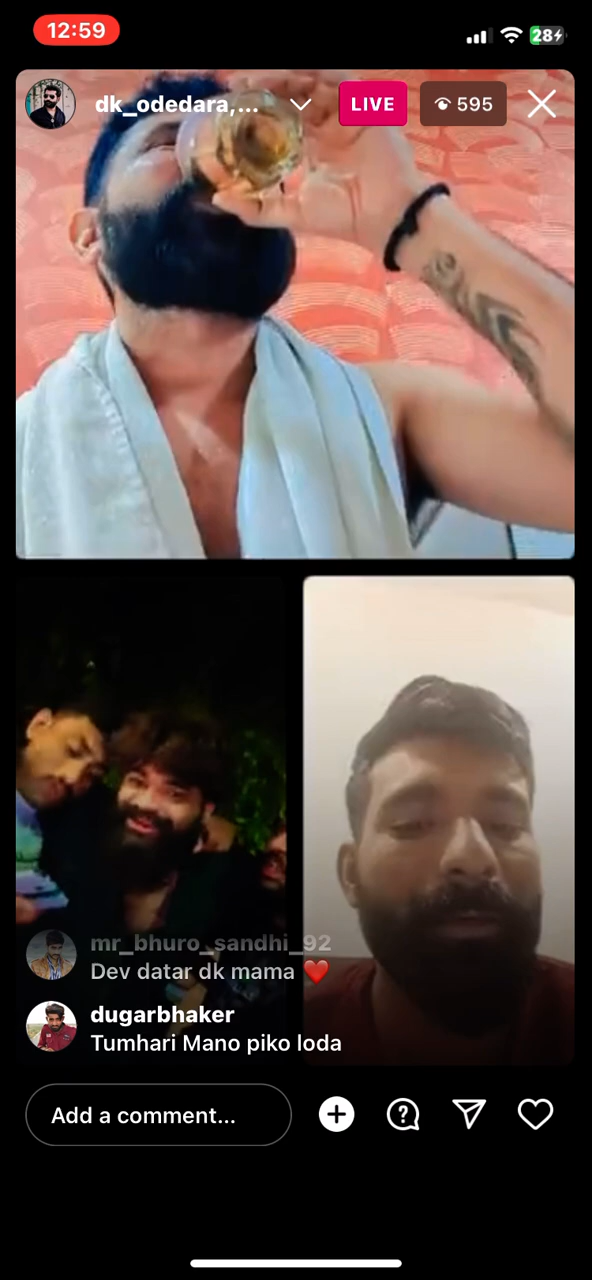 12:59
28
dk_odedara,...
LIVE
595
mr_bhuro_sandhi_92
Dev datar dk mama ❤️
dugarbhaker
Tumhari Mano piko loda
Add a comment...